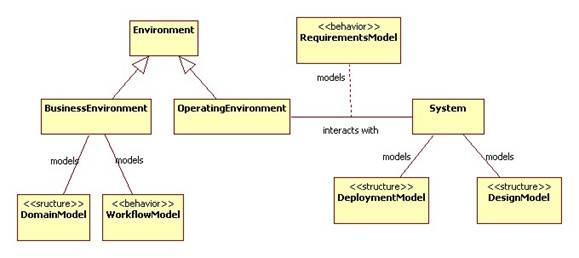 Environment
<<behavior>>
RequirementsModel
models
BusinessEnvironment
OperatingEnvironment
System
interacts with
models
models
models
models
<<sructure>>
DomainModel
<<behavior>>
WorkflowModel
<<structure>>
DeploymentModel
<<structure>>
DesignModel